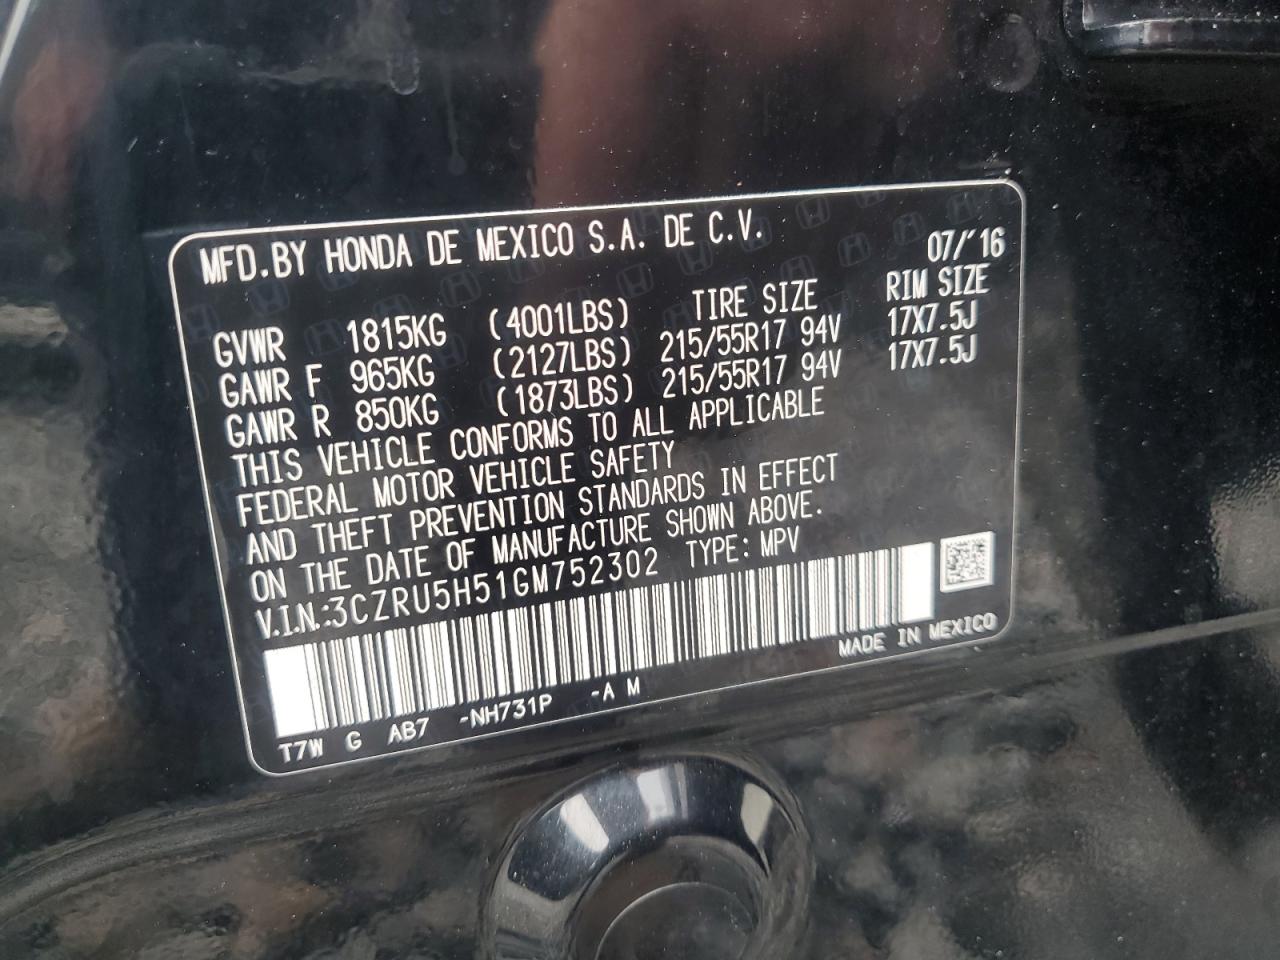 MFD.BY HONDA DE MEXICO S.A. DE C.V. 07/'16
TIRE SIZE RIM SIZE
GVWR 1815KG (4001LBS)
GAWR F 965KG (2127LBS) 215/55R17 94V 17X7.5J
GAWR R 850KG (1873LBS) 215/55R17 94V 17X7.5J
THIS VEHICLE CONFORMS TO ALL APPLICABLE
FEDERAL MOTOR VEHICLE SAFETY
AND THEFT PREVENTION STANDARDS IN EFFECT
ON THE DATE OF MANUFACTURE SHOWN ABOVE.
V.I.N.:3CZRU5H51GM752302 TYPE: MPV
MADE IN MEXICO
T7W G AB7 -NH731P -A M